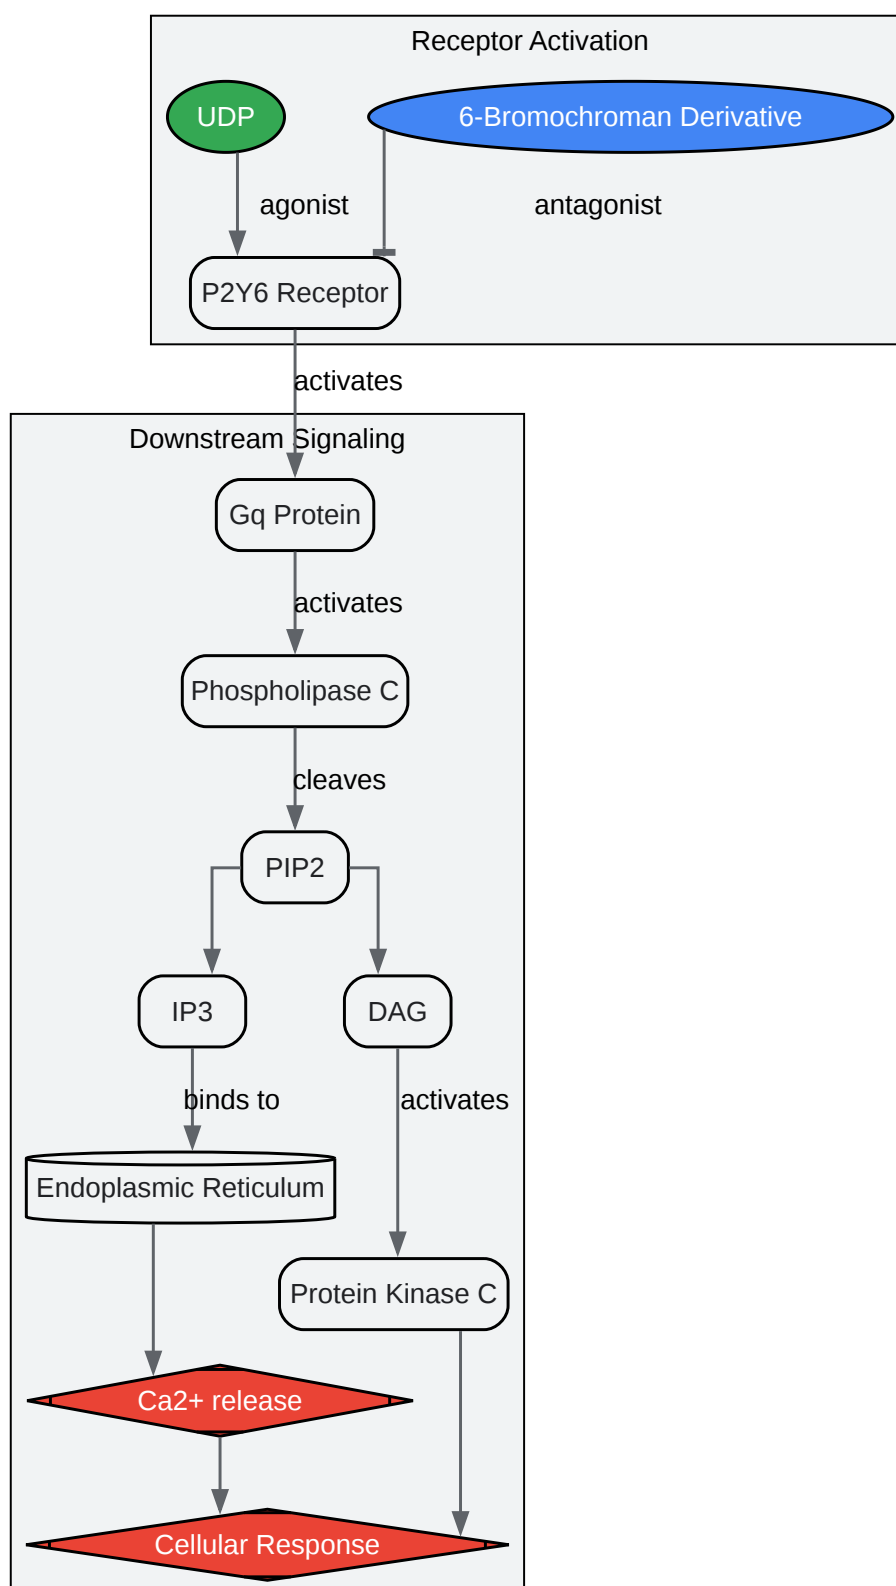 Receptor Activation
UDP
6-Bromochroman Derivative
agonist
antagonist
P2Y6 Receptor
activates
Downstream Signaling
Gq Protein
activates
Phospholipase C
cleaves
PIP2
IP3
DAG
binds to
activates
Endoplasmic Reticulum
Protein Kinase C
Ca2+ release
Cellular Response